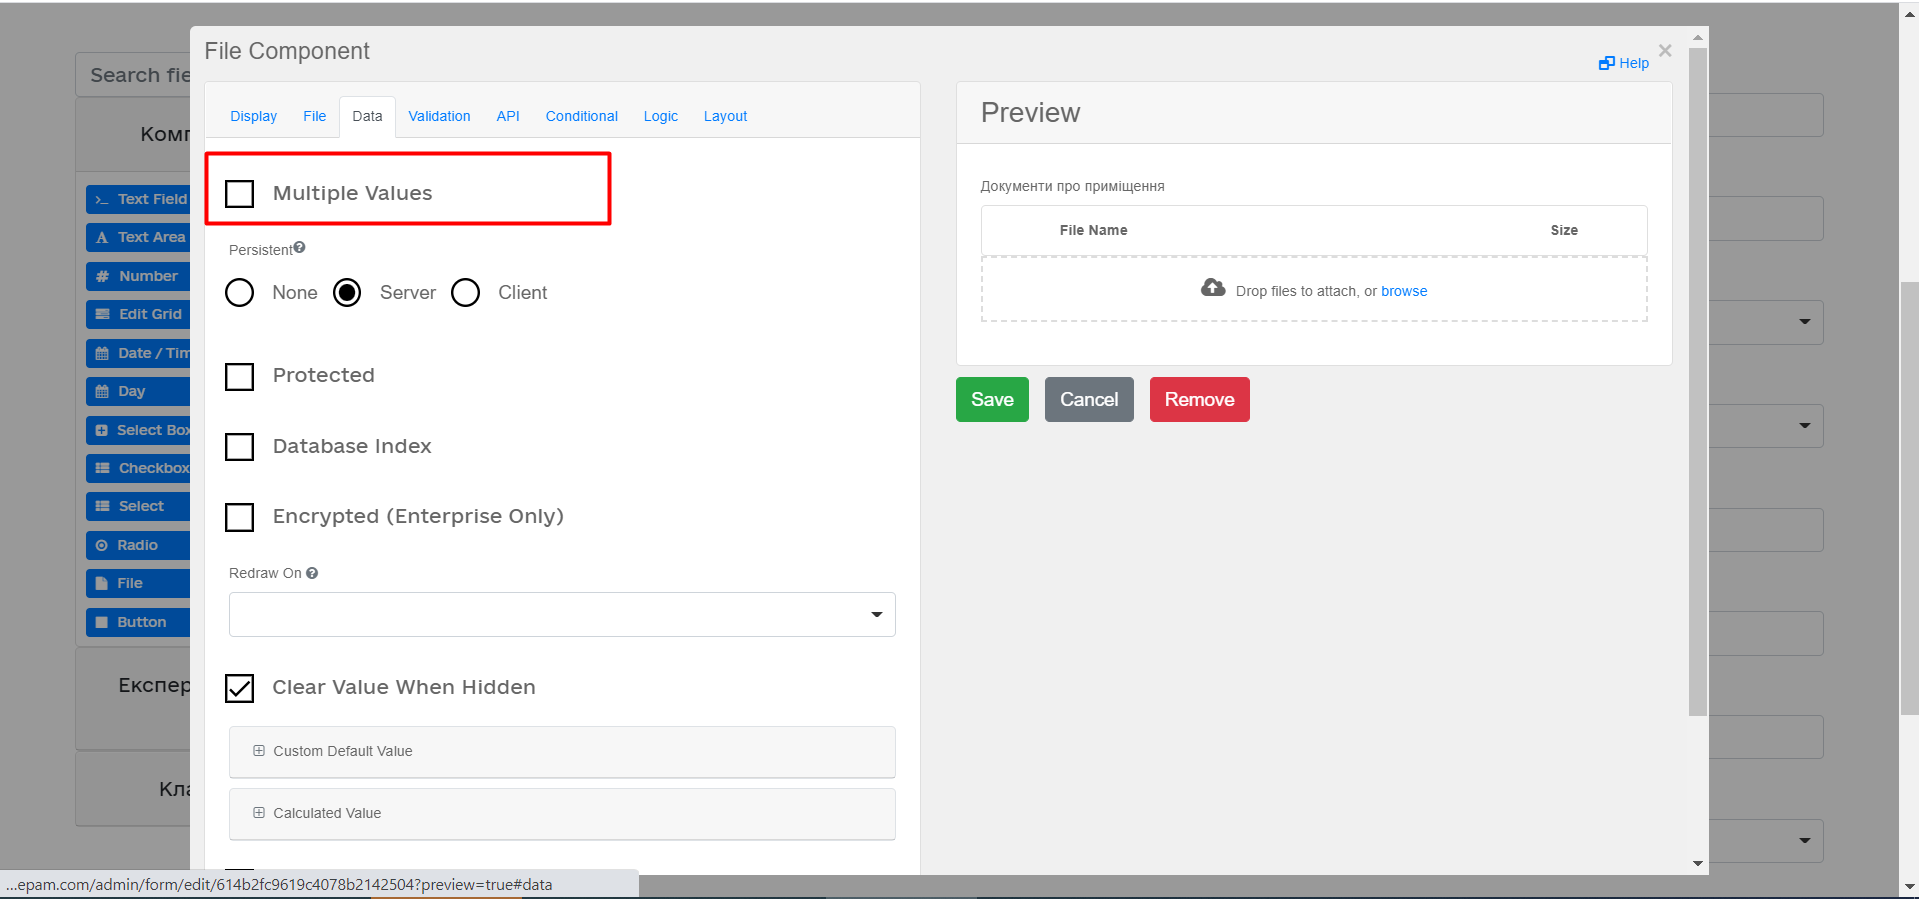 File Component
Help
Search fie
Комп
Text Field
Text Area
Number
Edit Grid
Date / Tim
Day
Select Box
Checkbox
Select
Radio
File
Button
Експер
Кла
Display File Data Validation API Conditional Logic Layout
Multiple Values
Persistent
None Server Client
Protected
Database Index
Encrypted (Enterprise Only)
Redraw On
Clear Value When Hidden
Custom Default Value
Calculated Value
Preview
Документи про приміщення
File Name Size
Drop files to attach, or browse
Save Cancel Remove
...epam.com/admin/form/edit/614b2fc9619c4078b2142504?preview=true#data